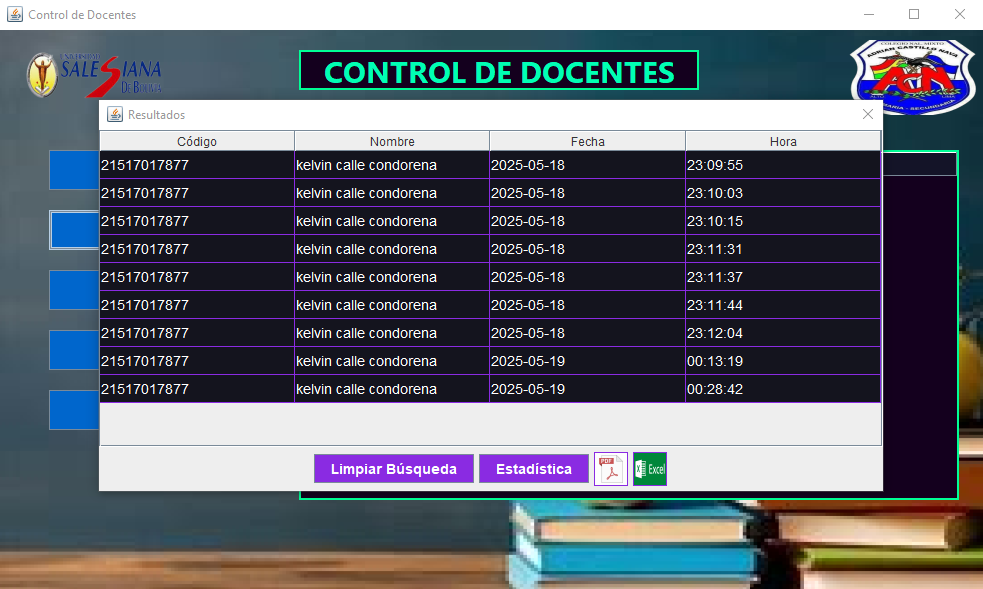 Control de Docentes
UNIVERSIDAD
SALESIANA
DE BOLIVIA
CONTROL DE DOCENTES
ADRIAN CASTILLO NAVA
ACN
Resultados
Código Nombre Fecha Hora
21517017877 kelvin calle condorena 2025-05-18 23:09:55
21517017877 kelvin calle condorena 2025-05-18 23:10:03
21517017877 kelvin calle condorena 2025-05-18 23:10:15
21517017877 kelvin calle condorena 2025-05-18 23:11:31
21517017877 kelvin calle condorena 2025-05-18 23:11:37
21517017877 kelvin calle condorena 2025-05-18 23:11:44
21517017877 kelvin calle condorena 2025-05-18 23:12:04
21517017877 kelvin calle condorena 2025-05-19 00:13:19
21517017877 kelvin calle condorena 2025-05-19 00:28:42
Limpiar Búsqueda Estadística PDF Excel